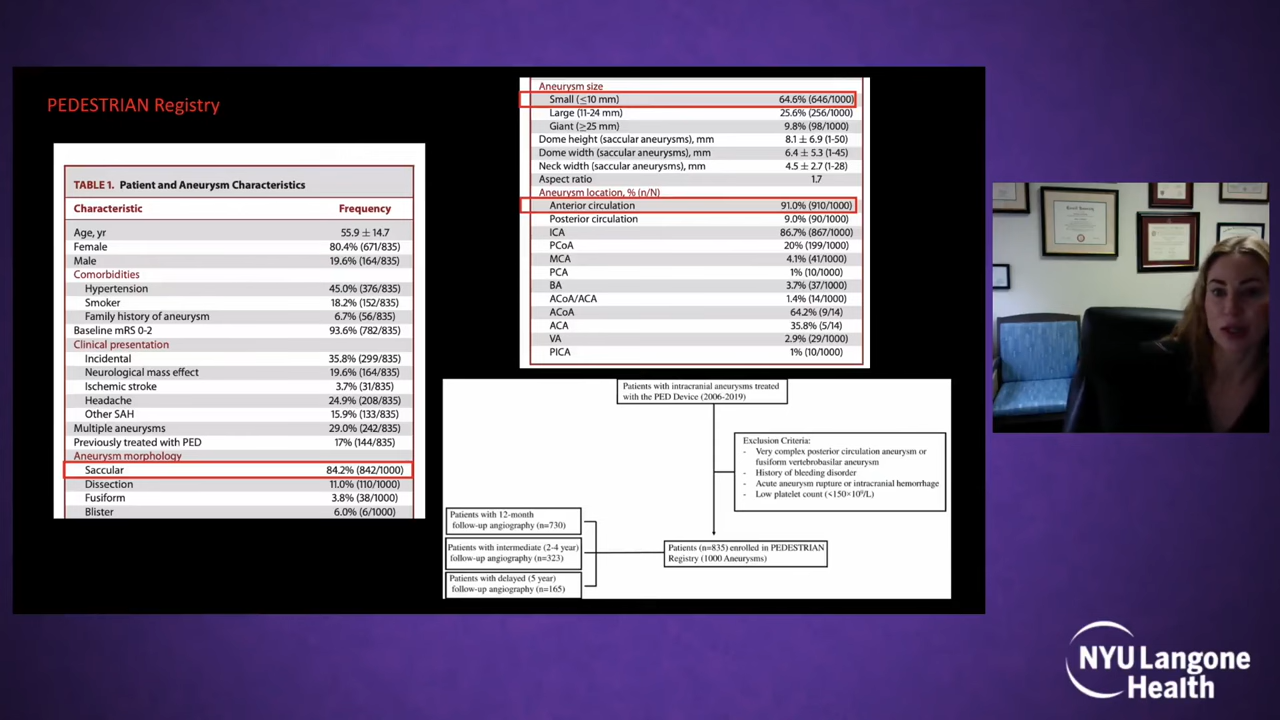 PEDESTRIAN Registry
TABLE 1. Patient and Aneurysm Characteristics
Characteristic Frequency
Age, yr 55.9 ± 14.7
Female 80.4% (671/835)
Male 19.6% (164/835)
Comorbidities
Hypertension 45.0% (376/835)
Smoker 18.2% (152/835)
Family history of aneurysm 6.7% (56/835)
Baseline mRS 0-2 93.6% (782/835)
Clinical presentation
Incidental 35.8% (299/835)
Neurological mass effect 19.6% (164/835)
Ischemic stroke 3.7% (31/835)
Headache 24.9% (208/835)
Other SAH 15.9% (133/835)
Multiple aneurysms 29.0% (242/835)
Previously treated with PED 17% (144/835)
Aneurysm morphology
Saccular 84.2% (842/1000)
Dissection 11.0% (110/1000)
Fusiform 3.8% (38/1000)
Blister 6.0% (6/1000)
Aneurysm size
Small (≤10 mm) 64.6% (646/1000)
Large (11-24 mm) 25.6% (256/1000)
Giant (≥25 mm) 9.8% (98/1000)
Dome height (saccular aneurysms), mm 8.1 ± 6.9 (1-50)
Dome width (saccular aneurysms), mm 6.4 ± 5.3 (1-45)
Neck width (saccular aneurysms), mm 4.5 ± 2.7 (1-28)
Aspect ratio 1.7
Aneurysm location, % (n/N)
Anterior circulation 91.0% (910/1000)
Posterior circulation 9.0% (90/1000)
ICA 86.7% (867/1000)
PCoA 20% (199/1000)
MCA 4.1% (41/1000)
PCA 1% (10/1000)
BA 3.7% (37/1000)
ACoA/ACA 1.4% (14/1000)
ACoA 64.2% (9/14)
ACA 35.8% (5/14)
VA 2.9% (29/1000)
PICA 1% (10/1000)
Patients with intracranial aneurysms treated
with the PED Device (2006-2019)
Exclusion Criteria:
- Very complex posterior circulation aneurysm or
fusiform vertebrobasilar aneurysm
- History of bleeding disorder
- Acute aneurysm rupture or intracranial hemorrhage
- Low platelet count (<150×10⁹/L)
Patients with 12-month
follow-up angiography (n=730)
Patients with intermediate (2-4 year)
follow-up angiography (n=323)
Patients with delayed (5 year)
follow-up angiography (n=165)
Patients (n=835) enrolled in PEDESTRIAN
Registry (1000 Aneurysms)
NYU Langone
Health